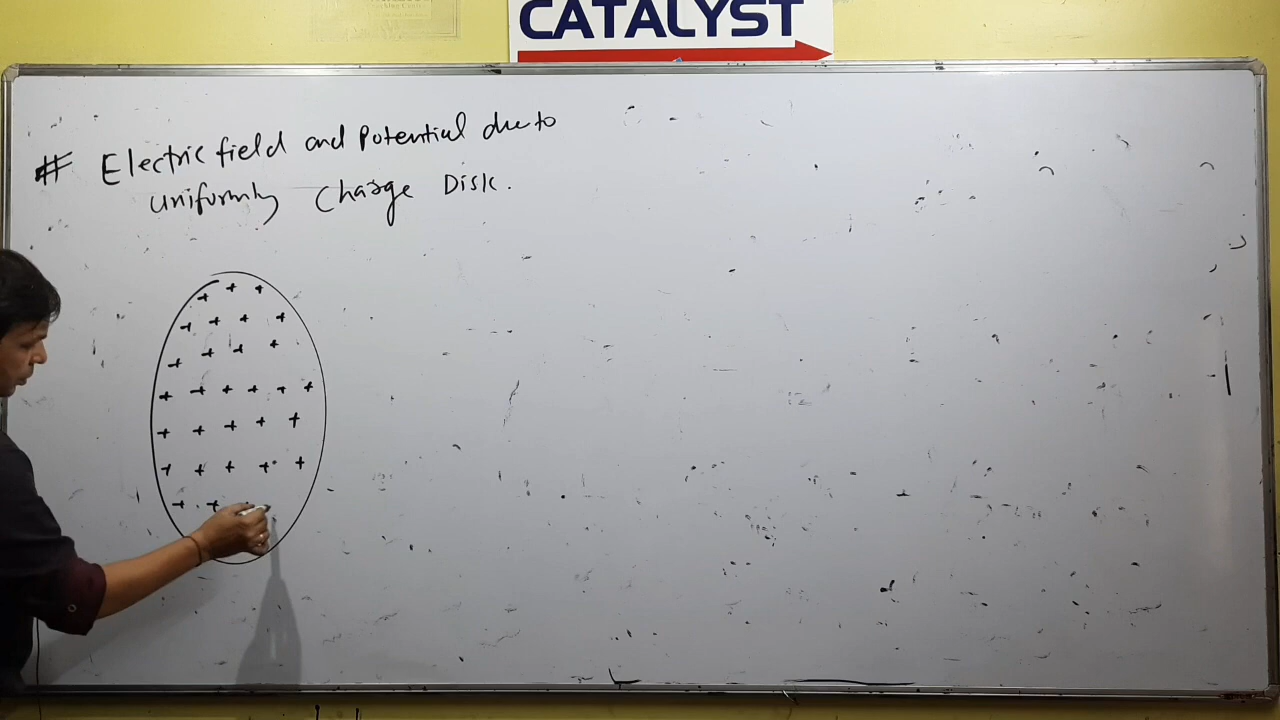 CATALYST
# Electric field and Potential due to
Uniformly Charge Disk.
+ + +
+ + + +
+ + + +
+ + + + + +
+ + + + +
+ + + + +
+ +